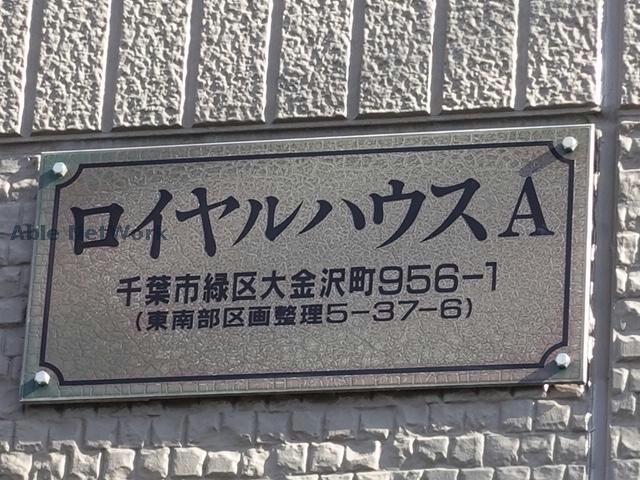 ロイヤルハウスA
千葉市緑区大金沢町956-1
(東南部区画整理5-37-6)
Able Network